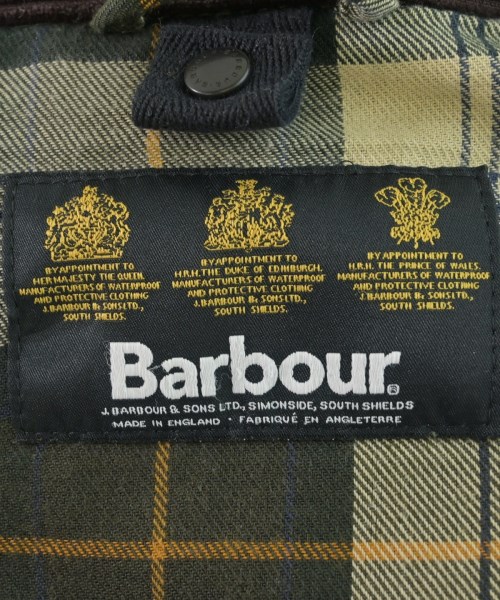 BARBOUR
BY APPOINTMENT TO
HER MAJESTY THE QUEEN
MANUFACTURERS OF WATERPROOF
AND PROTECTIVE CLOTHING
J.BARBOUR & SONS LTD.,
SOUTH SHIELDS.
BY APPOINTMENT TO
H.R.H. THE DUKE OF EDINBURGH.
MANUFACTURERS OF WATERPROOF
AND PROTECTIVE CLOTHING
J.BARBOUR & SONS LTD.,
SOUTH SHIELDS.
BY APPOINTMENT TO
H.R.H. THE PRINCE OF WALES.
MANUFACTURERS OF WATERPROOF
AND PROTECTIVE CLOTHING
J.BARBOUR & SONS LTD.,
SOUTH SHIELDS.
Barbour®
J. BARBOUR & SONS LTD., SIMONSIDE, SOUTH SHIELDS
MADE IN ENGLAND • FABRIQUÉ EN ANGLETERRE